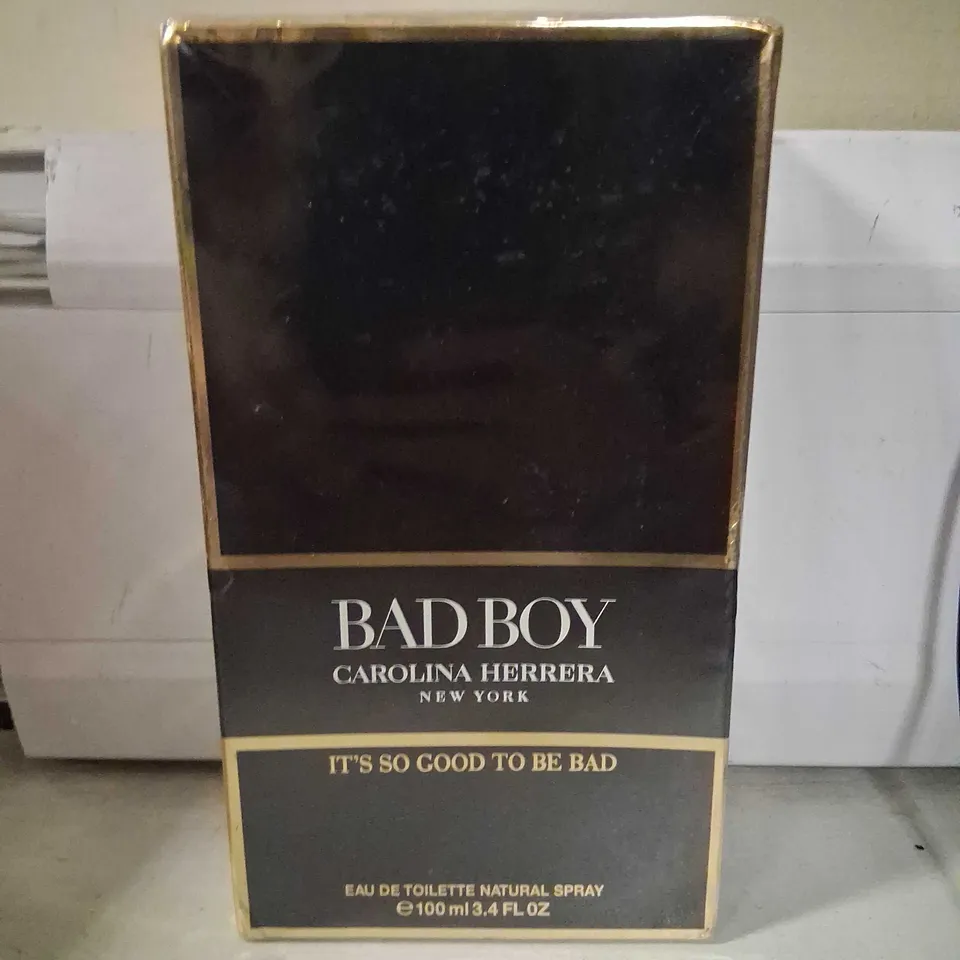 BAD BOY
CAROLINA HERRERA
NEW YORK
IT'S SO GOOD TO BE BAD
EAU DE TOILETTE NATURAL SPRAY
℮ 100 ml 3.4 FL OZ